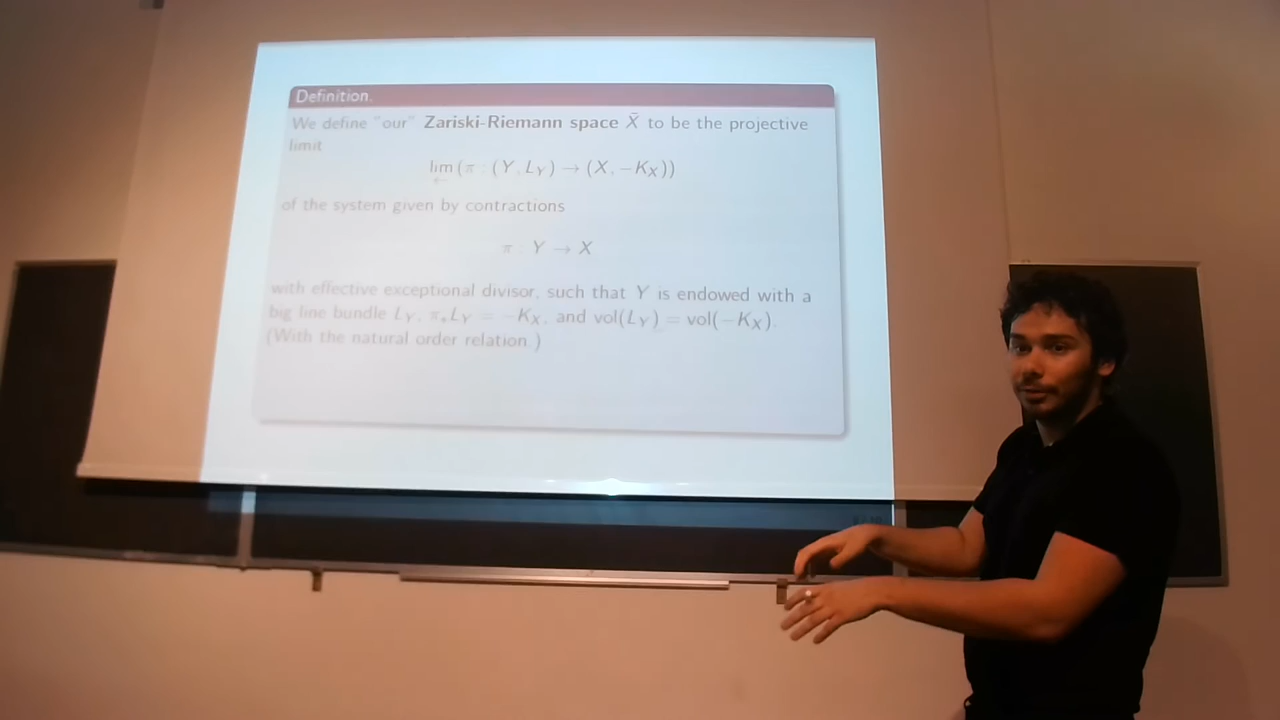 Definition.
We define "our" Zariski-Riemann space X̃ to be the projective
limit
lim (π : (Y, L_Y) → (X, −K_X))
←
of the system given by contractions
π : Y → X
with effective exceptional divisor, such that Y is endowed with a
big line bundle L_Y, π_*L_Y = −K_X, and vol(L_Y) = vol(−K_X).
(With the natural order relation.)